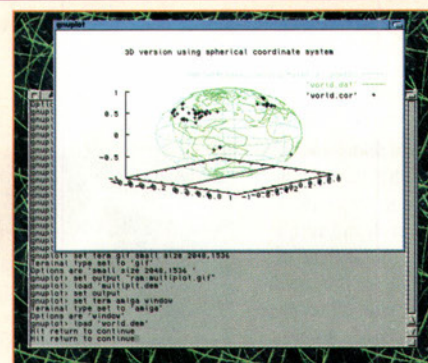 gnuplot
3D version using spherical coordinate system
'world.dat'
'world.cor'
1
0.5
0
-0.5
gnuplot> set term gif small size 2048,1536
Terminal type set to 'gif'
Options are 'small size 2048,1536 '
gnuplot> set output "ram:multiplot.gif"
gnuplot> load 'multiplt.dem'
gnuplot> set output
gnuplot> set term amiga window
Terminal type set to 'amiga'
Options are 'window'
gnuplot> load 'world.dem'
Hit return to continue
Hit return to continue